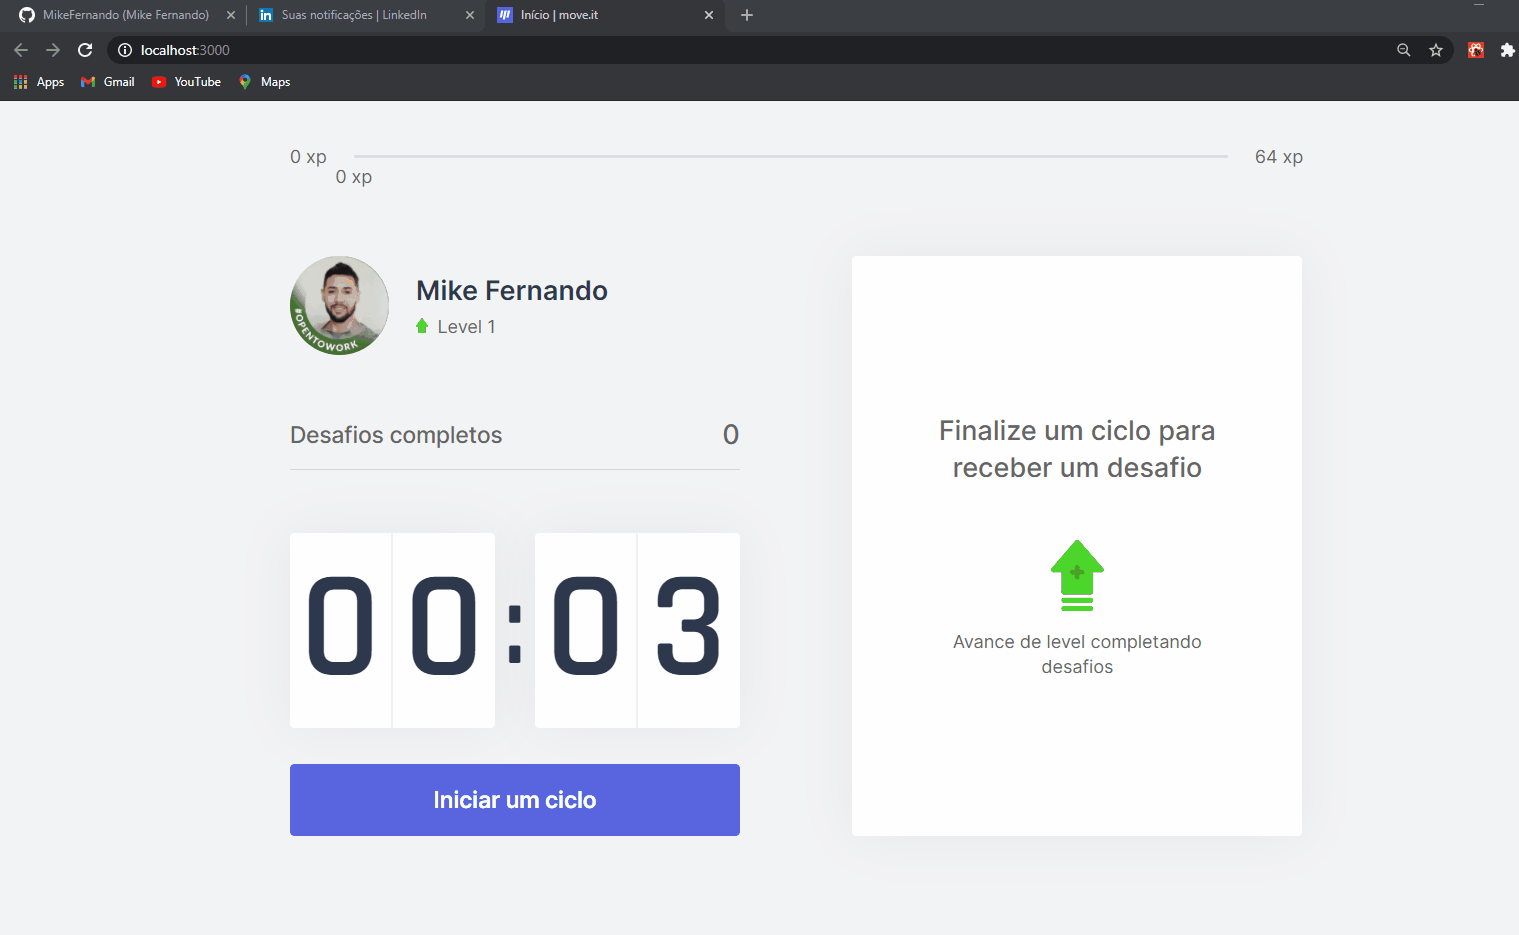 MikeFernando (Mike Fernando)
Suas notificações | LinkedIn
Início | move.it
localhost:3000
Apps
Gmail
YouTube
Maps
0 xp
64 xp
0 xp
Mike Fernando
Level 1
#OPENTOWORK
Desafios completos
0
00:03
Iniciar um ciclo
Finalize um ciclo para
receber um desafio
Avance de level completando
desafios